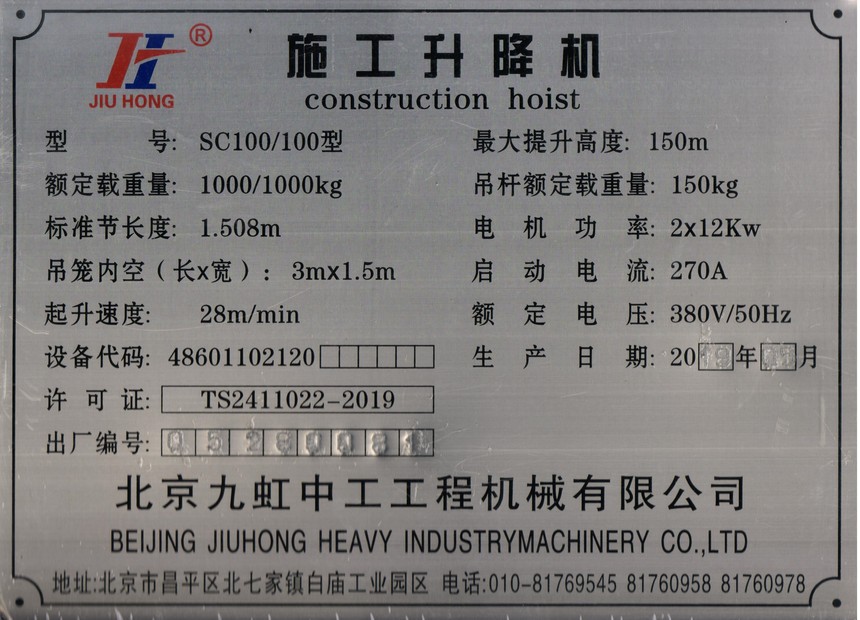 JIU HONG ®
施工升降机
construction hoist
型 号: SC100/100型 最大提升高度: 150m
额定载重量: 1000/1000kg 吊杆额定载重量: 150kg
标准节长度: 1.508m 电机功率: 2x12Kw
吊笼内空(长x宽): 3mx1.5m 启动电流: 270A
起升速度: 28m/min 额定电压: 380V/50Hz
设备代码: 48601102120 生产日期: 20 年 月
许可证: TS2411022-2019
出厂编号:
北京九虹中工工程机械有限公司
BEIJING JIUHONG HEAVY INDUSTRYMACHINERY CO.,LTD
地址:北京市昌平区北七家镇白庙工业园区 电话:010-81769545 81760958 81760978